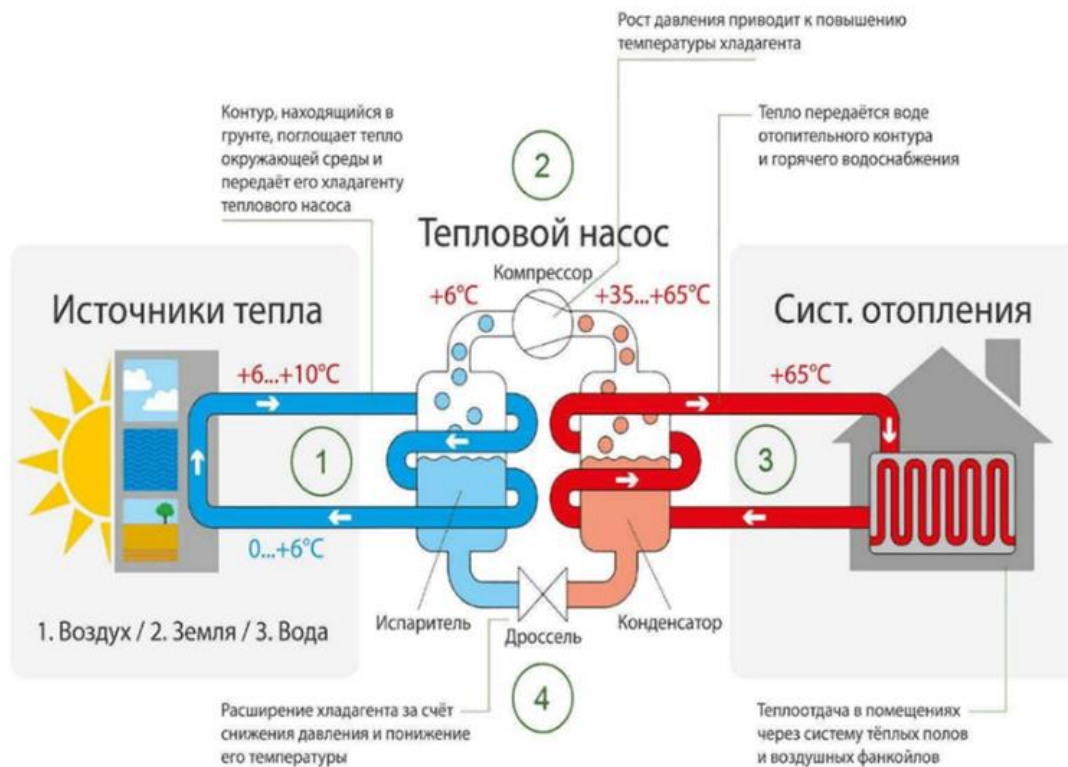 Рост давления приводит к повышению
температуры хладагента
Контур, находящийся в
грунте, поглощает тепло
окружающей среды и
передаёт его хладагенту
теплового насоса
Тепло передаётся воде
отопительного контура
и горячего водоснабжения
2
Тепловой насос
Компрессор
+6°C
+35...+65°C
Источники тепла
Сист. отопления
+6...+10°C
+65°C
1
3
0...+6°C
1. Воздух / 2. Земля / 3. Вода
Испаритель
Дроссель
Конденсатор
4
Расширение хладагента за счёт
снижения давления и понижение
его температуры
Теплоотдача в помещениях
через систему тёплых полов
и воздушных фанкойлов